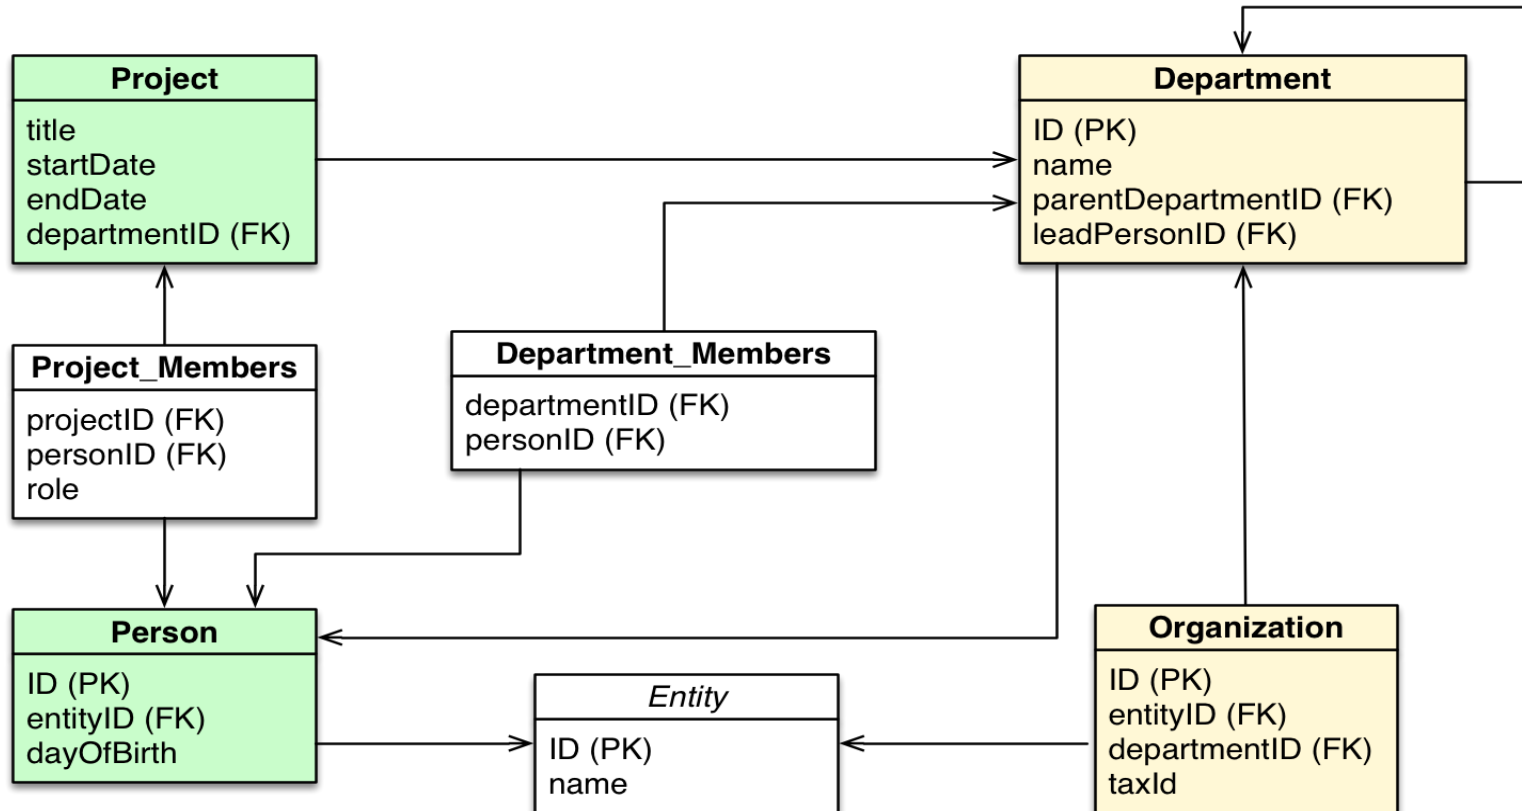 Project
title
startDate
endDate
departmentID (FK)
Department
ID (PK)
name
parentDepartmentID (FK)
leadPersonID (FK)
Project_Members
projectID (FK)
personID (FK)
role
Department_Members
departmentID (FK)
personID (FK)
Person
ID (PK)
entityID (FK)
dayOfBirth
Entity
ID (PK)
name
Organization
ID (PK)
entityID (FK)
departmentID (FK)
taxId